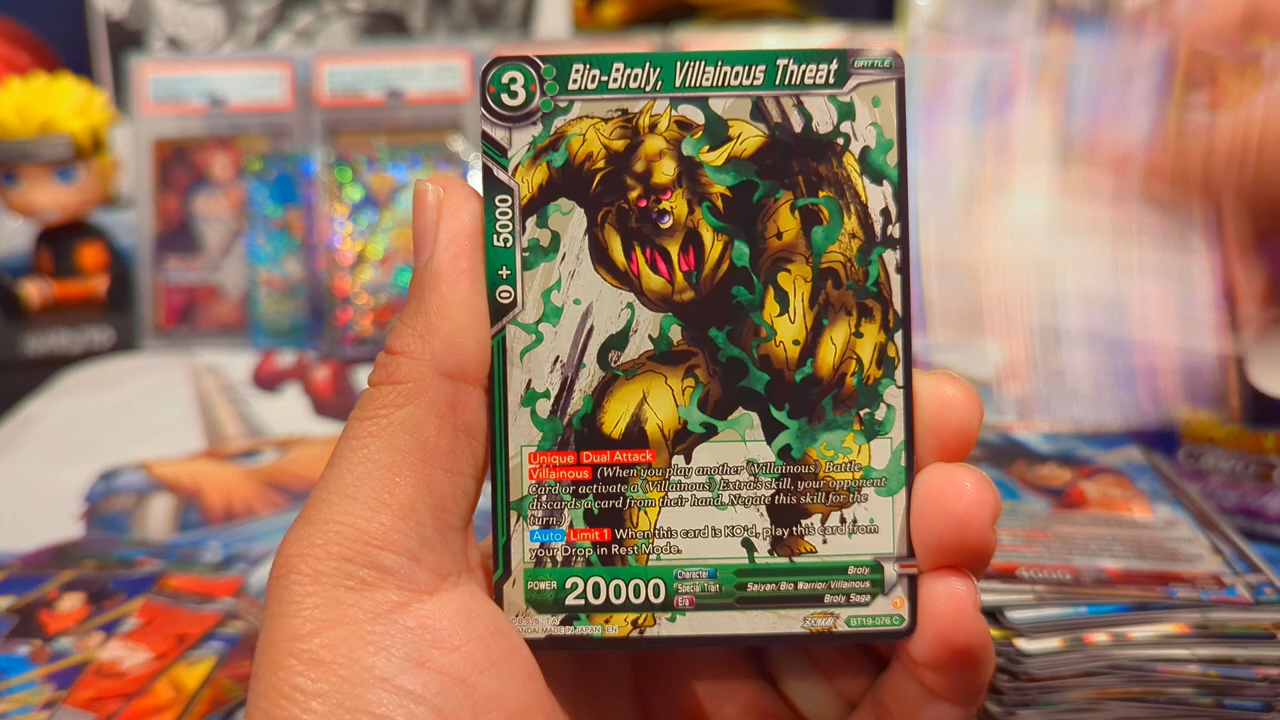 3
Bio-Broly, Villainous Threat
BATTLE
0 + 5000
Unique Dual Attack
Villainous (When you play another 《Villainous》 Battle
Card or activate a 《Villainous》 Extra's skill, your opponent
discards a card from their hand. Negate this skill for the
turn.)
Auto Limit 1 When this card is KO'd, play this card from
your Drop in Rest Mode.
POWER 20000
Character Broly
Special Trait Saiyan/Bio Warrior/Villainous
Era Broly Saga
BANDAI MADE IN JAPAN EN
ZENKAI
BT19-076 C